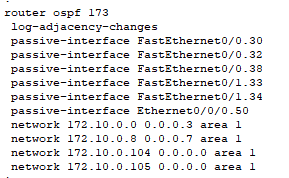 router ospf 173
log-adjacency-changes
passive-interface FastEthernet0/0.30
passive-interface FastEthernet0/0.32
passive-interface FastEthernet0/0.38
passive-interface FastEthernet0/1.33
passive-interface FastEthernet0/1.34
passive-interface Ethernet0/0/0.50
network 172.10.0.0 0.0.0.3 area 1
network 172.10.0.8 0.0.0.7 area 1
network 172.10.0.104 0.0.0.0 area 1
network 172.10.0.105 0.0.0.0 area 1